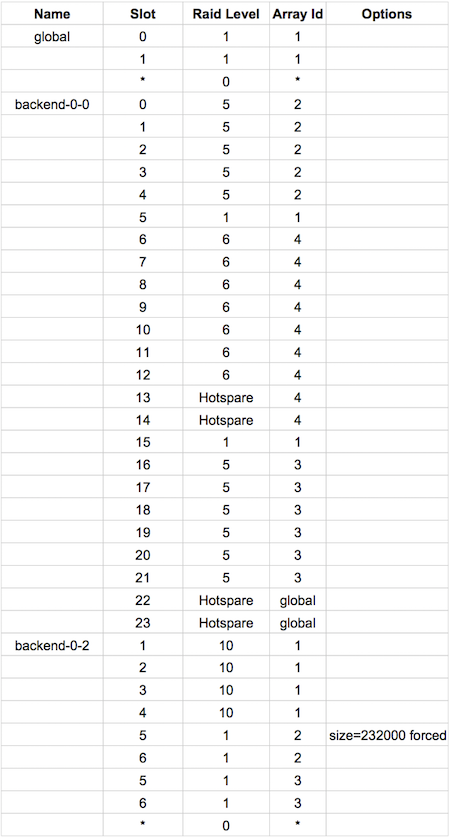 Name Slot Raid Level Array Id Options
global 0 1 1
1 1 1
* 0 *
backend-0-0 0 5 2
1 5 2
2 5 2
3 5 2
4 5 2
5 1 1
6 6 4
7 6 4
8 6 4
9 6 4
10 6 4
11 6 4
12 6 4
13 Hotspare 4
14 Hotspare 4
15 1 1
16 5 3
17 5 3
18 5 3
19 5 3
20 5 3
21 5 3
22 Hotspare global
23 Hotspare global
backend-0-2 1 10 1
2 10 1
3 10 1
4 10 1
5 1 2 size=232000 forced
6 1 2
5 1 3
6 1 3
* 0 *